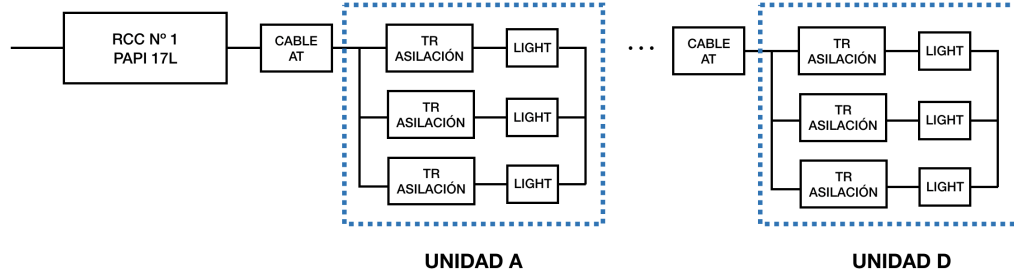 RCC Nº 1
PAPI 17L
CABLE
AT
TR
ASILACIÓN
LIGHT
TR
ASILACIÓN
LIGHT
TR
ASILACIÓN
LIGHT
UNIDAD A
...
CABLE
AT
TR
ASILACIÓN
LIGHT
TR
ASILACIÓN
LIGHT
TR
ASILACIÓN
LIGHT
UNIDAD D